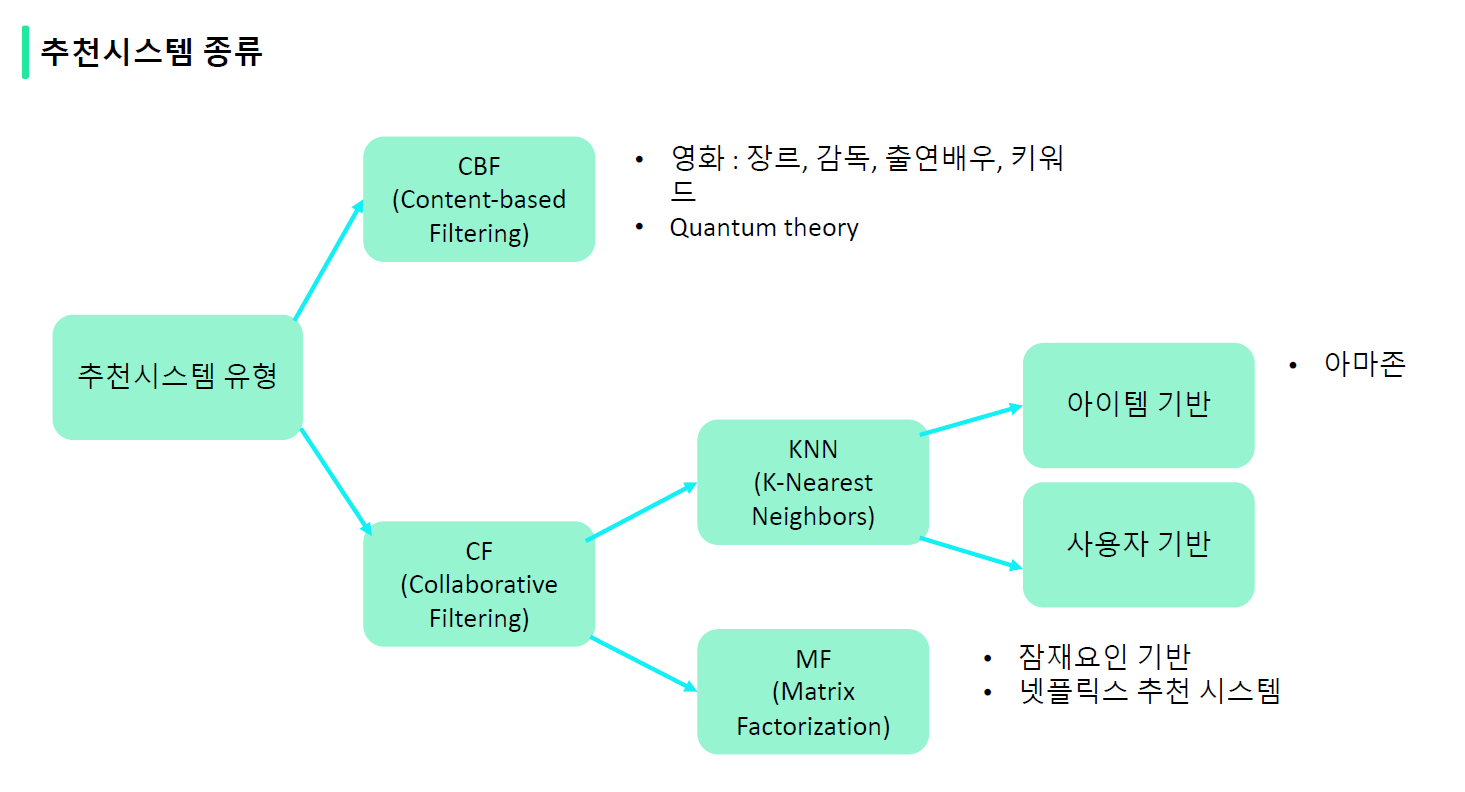 추천시스템 종류
CBF
(Content-based
Filtering)
• 영화 : 장르, 감독, 출연배우, 키워
드
• Quantum theory
추천시스템 유형
CF
(Collaborative
Filtering)
KNN
(K-Nearest
Neighbors)
아이템 기반
• 아마존
사용자 기반
MF
(Matrix
Factorization)
• 잠재요인 기반
• 넷플릭스 추천 시스템